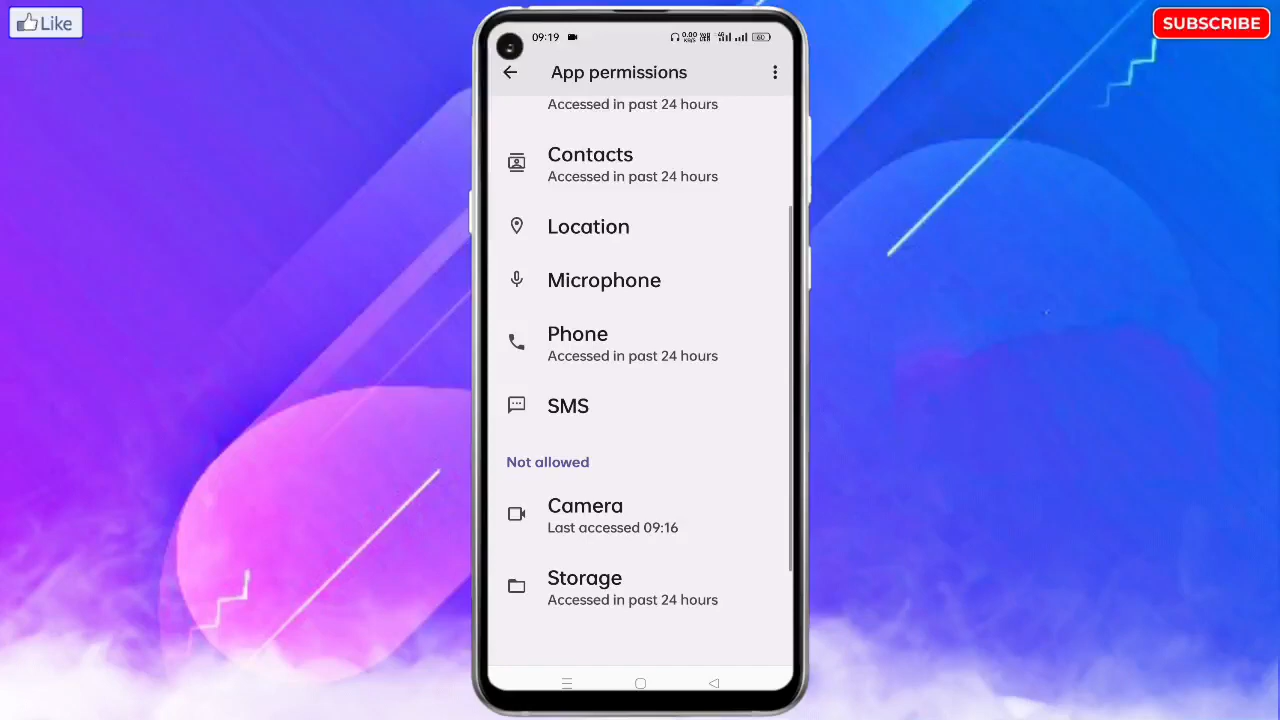 Like
SUBSCRIBE
09:19
60
App permissions
Accessed in past 24 hours
Contacts
Accessed in past 24 hours
Location
Microphone
Phone
Accessed in past 24 hours
SMS
Not allowed
Camera
Last accessed 09:16
Storage
Accessed in past 24 hours